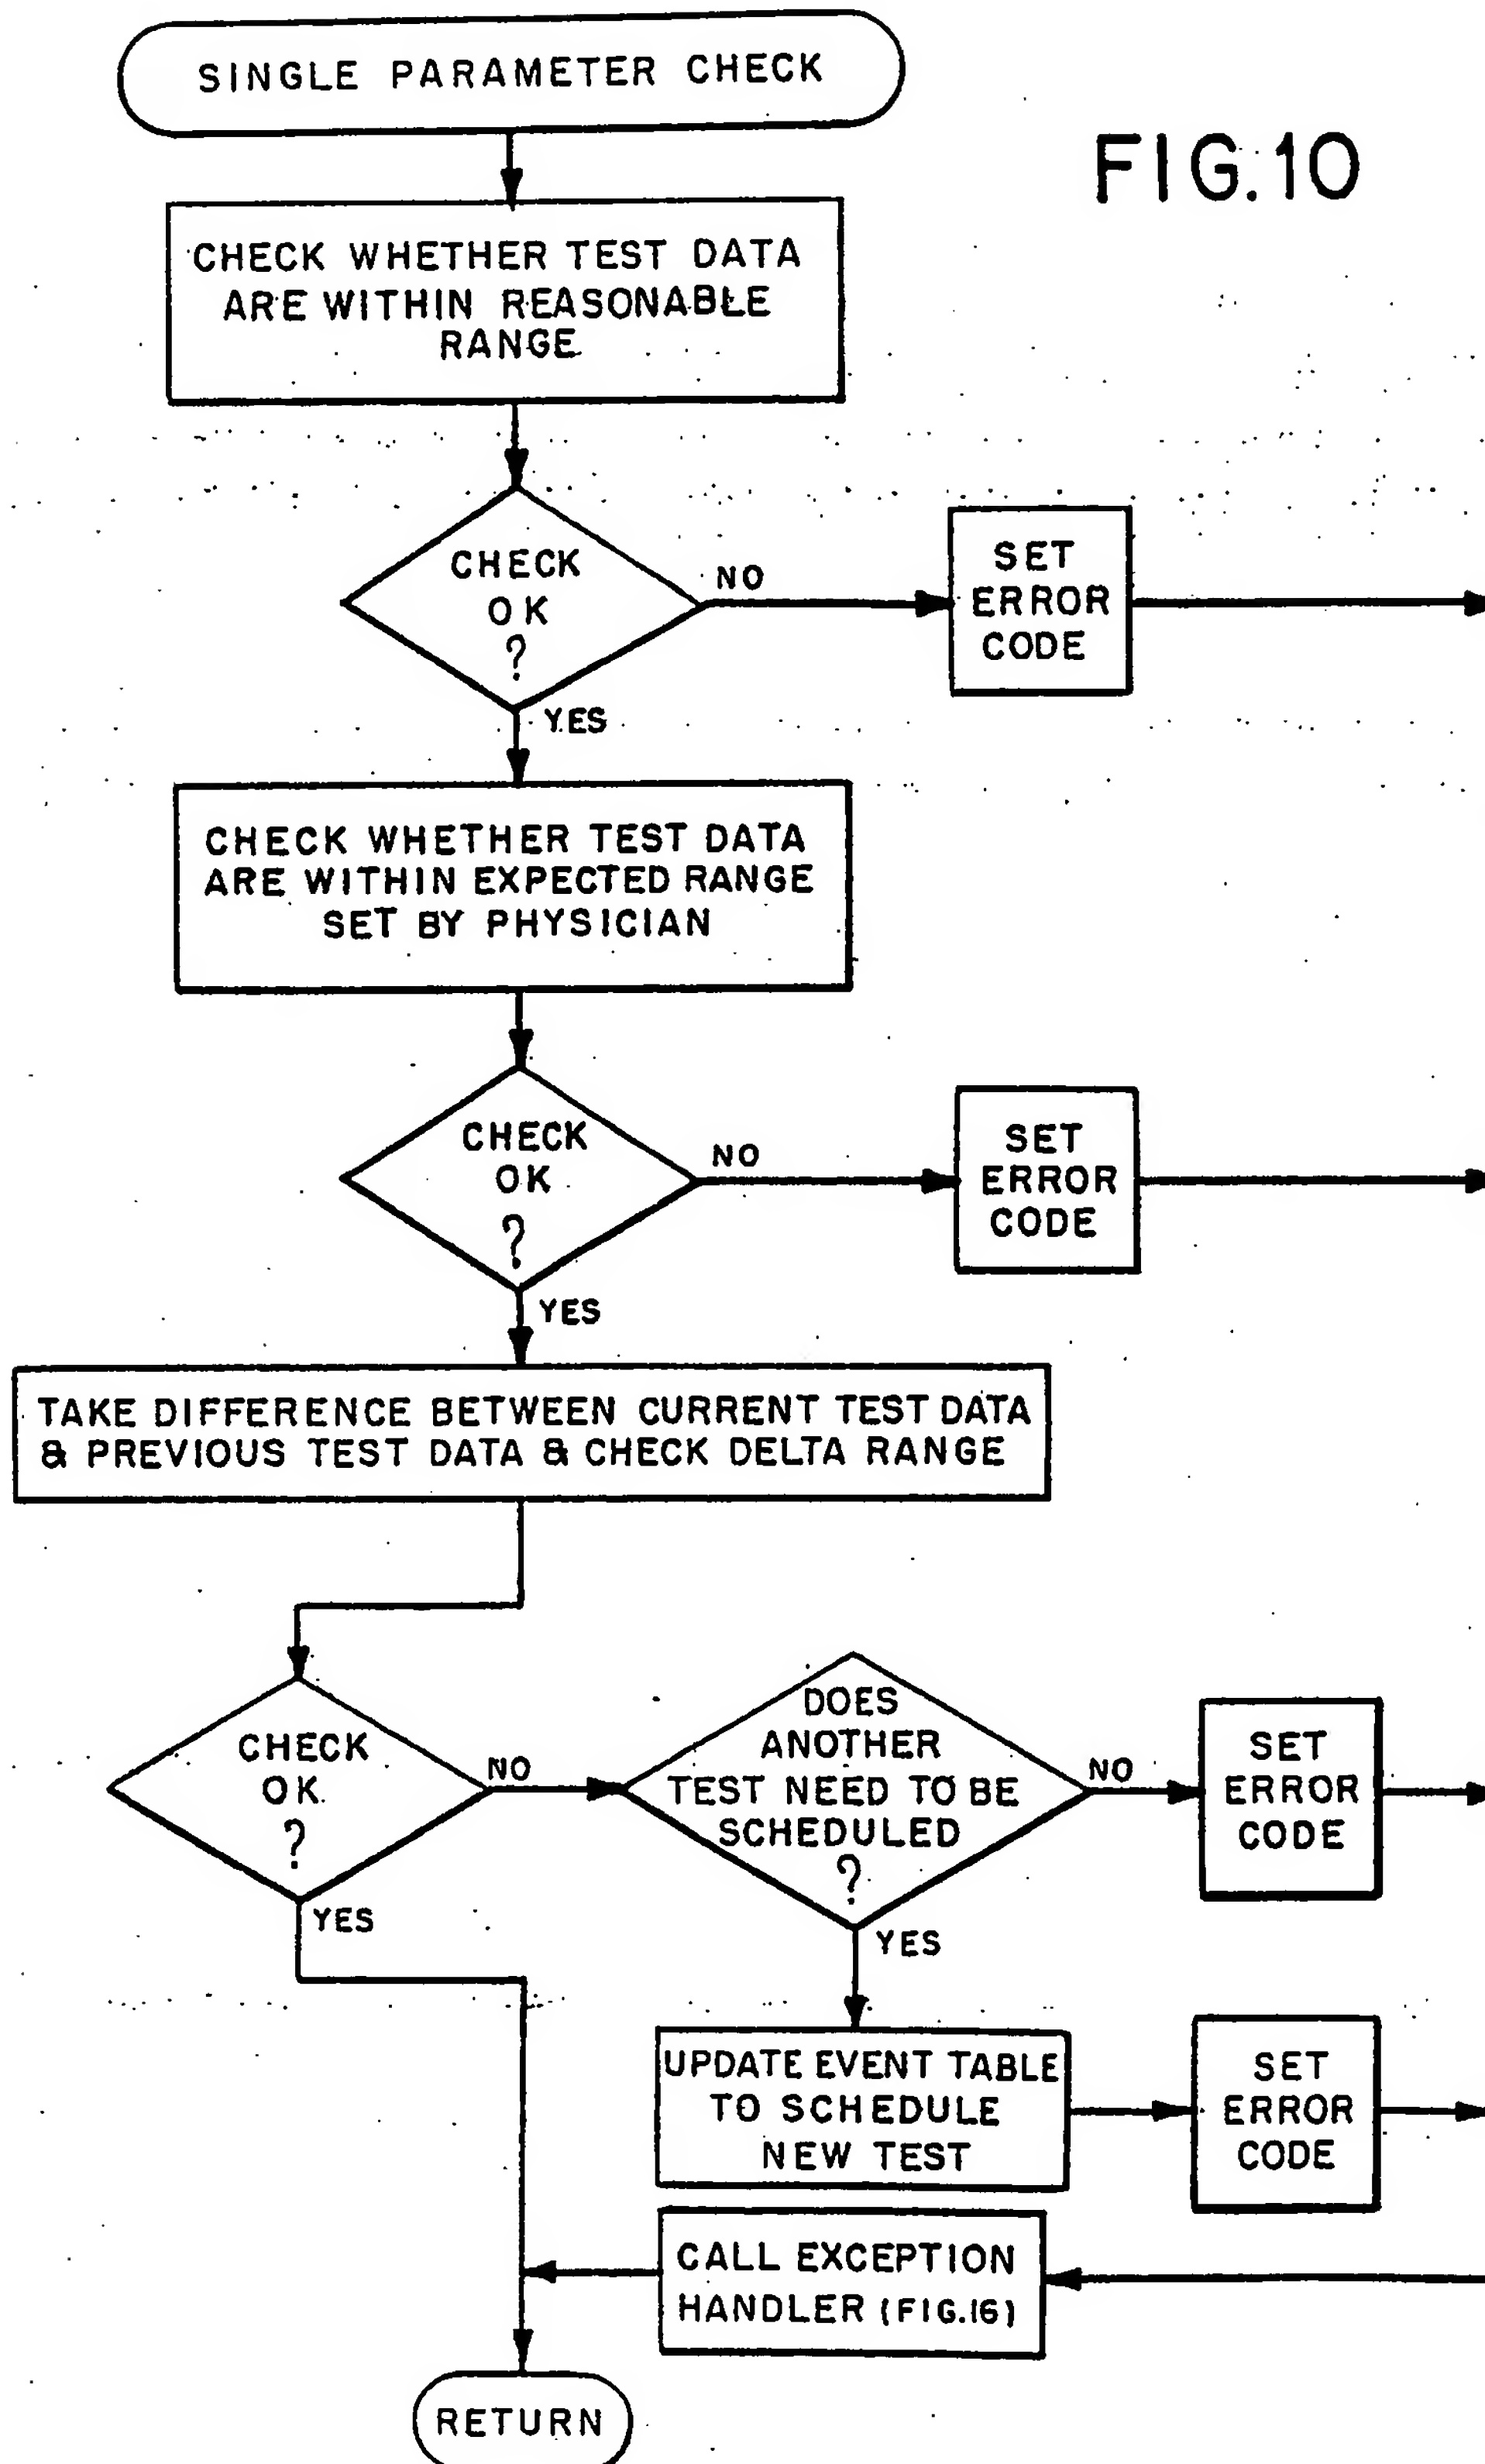 SINGLE PARAMETER CHECK
FIG.10
CHECK WHETHER TEST DATA
ARE WITHIN REASONABLE
RANGE
CHECK
OK
?
NO
SET
ERROR
CODE
YES
CHECK WHETHER TEST DATA
ARE WITHIN EXPECTED RANGE
SET BY PHYSICIAN
CHECK
OK
?
NO
SET
ERROR
CODE
YES
TAKE DIFFERENCE BETWEEN CURRENT TEST DATA
& PREVIOUS TEST DATA & CHECK DELTA RANGE
CHECK
OK
?
NO
DOES
ANOTHER
TEST NEED TO BE
SCHEDULED
?
NO
SET
ERROR
CODE
YES
YES
UPDATE EVENT TABLE
TO SCHEDULE
NEW TEST
SET
ERROR
CODE
CALL EXCEPTION
HANDLER (FIG.16)
RETURN